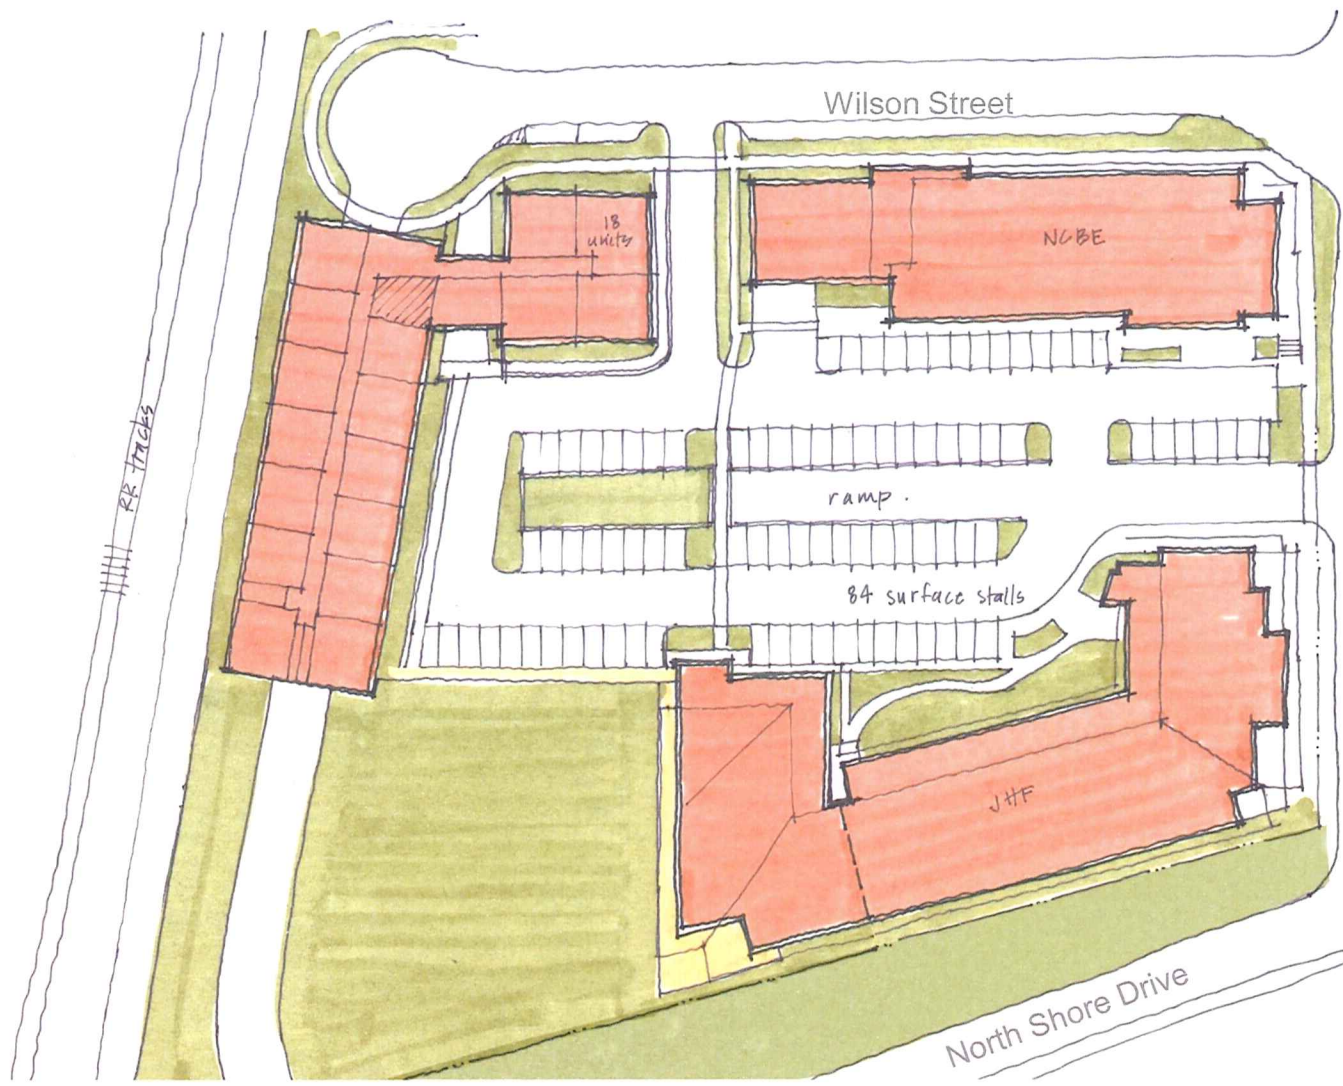 Wilson Street
18
units
NCBE
RR tracks
ramp.
84 surface stalls
JHF
North Shore Drive